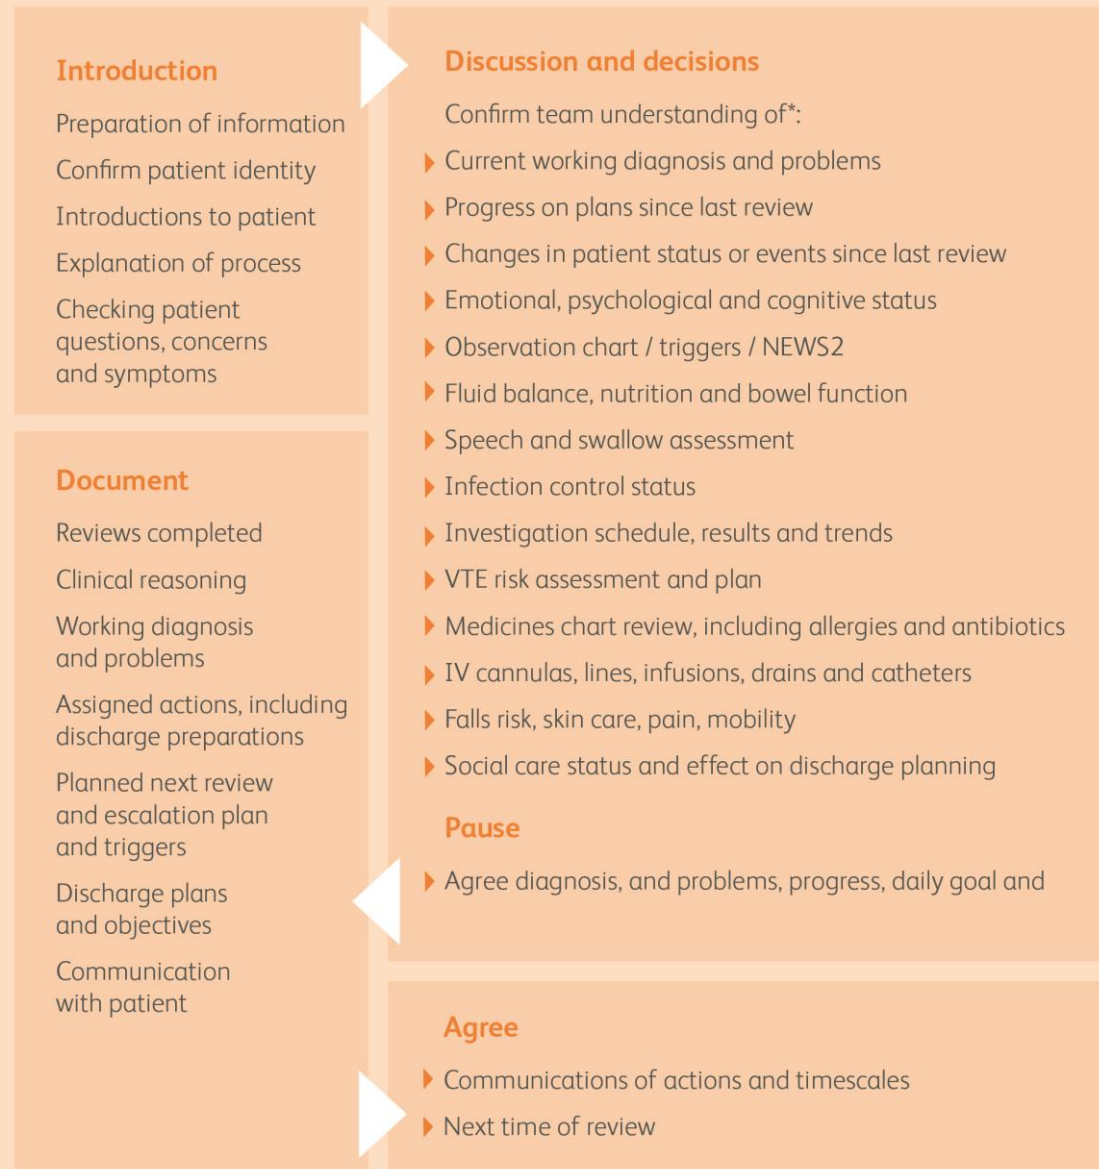 Introduction
Preparation of information
Confirm patient identity
Introductions to patient
Explanation of process
Checking patient
questions, concerns
and symptoms
Discussion and decisions
Confirm team understanding of*:
Current working diagnosis and problems
Progress on plans since last review
Changes in patient status or events since last review
Emotional, psychological and cognitive status
Observation chart / triggers / NEWS2
Fluid balance, nutrition and bowel function
Speech and swallow assessment
Infection control status
Investigation schedule, results and trends
VTE risk assessment and plan
Medicines chart review, including allergies and antibiotics
IV cannulas, lines, infusions, drains and catheters
Falls risk, skin care, pain, mobility
Social care status and effect on discharge planning
Pause
Agree diagnosis, and problems, progress, daily goal and
Document
Reviews completed
Clinical reasoning
Working diagnosis
and problems
Assigned actions, including
discharge preparations
Planned next review
and escalation plan
and triggers
Discharge plans
and objectives
Communication
with patient
Agree
Communications of actions and timescales
Next time of review